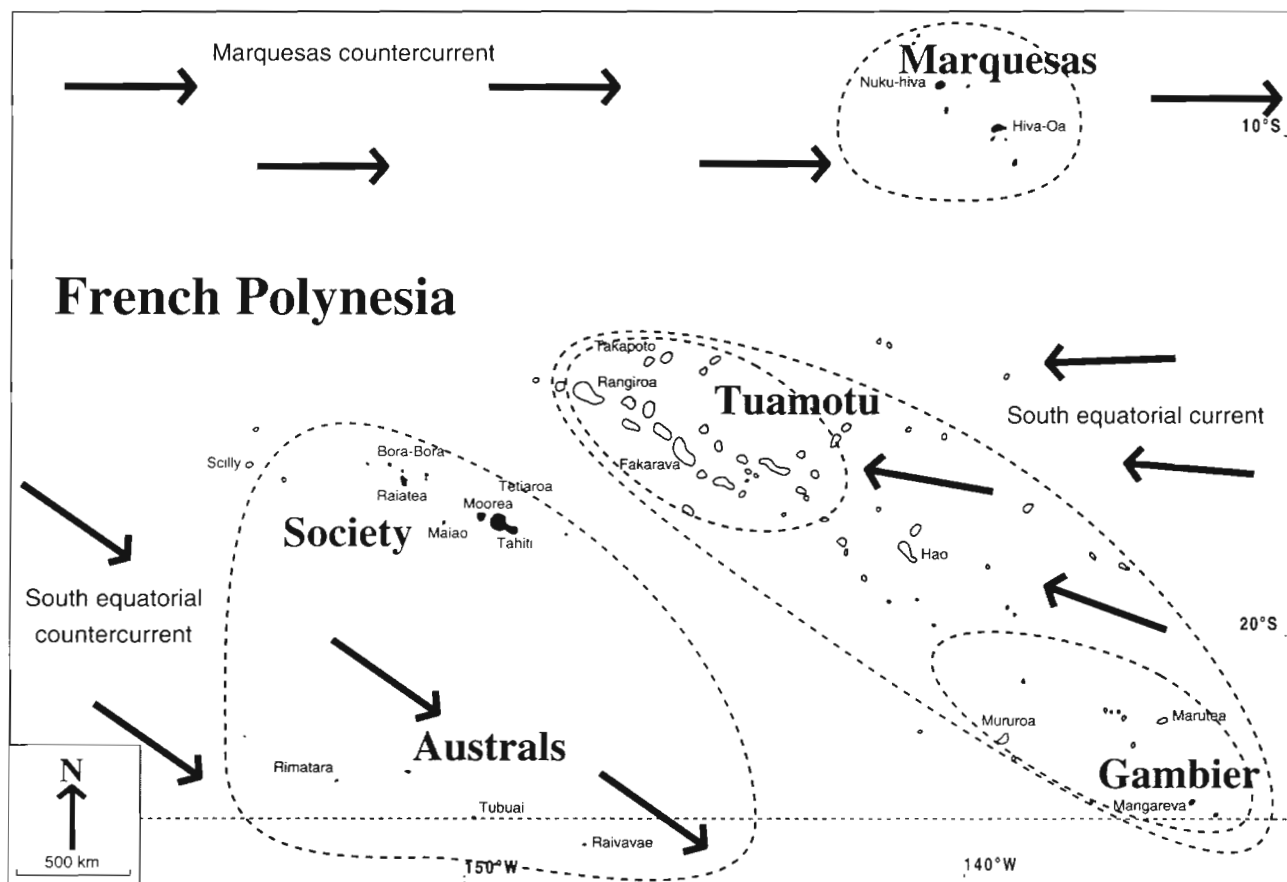 Marquesas countercurrent
Marquesas
Nuku-hiva
Hiva-Oa
10°S
French Polynesia
Takapoto
Rangiroa
Tuamotu
South equatorial current
Fakarava
Scilly
Bora-Bora
Raiatea
Tetiaroa
Moorea
Society
Maiao
Tahiti
Hao
South equatorial
countercurrent
20°S
Mururoa
Marutea
Australs
Gambier
Rimatara
Mangareva
Tubuai
Raivavae
N
500 km
150°W
140°W